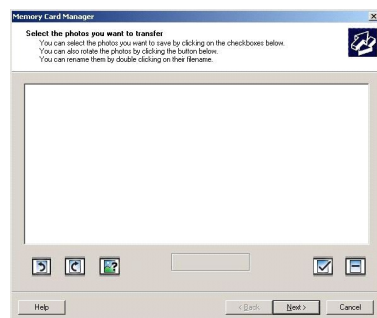 Memory Card Manager
Select the photos you want to transfer
You can select the photos you want to save by clicking on the checkboxes below.
You can also rotate the photos by clicking the button below.
You can rename them by double clicking on their filename.
Help
< Back
Next >
Cancel